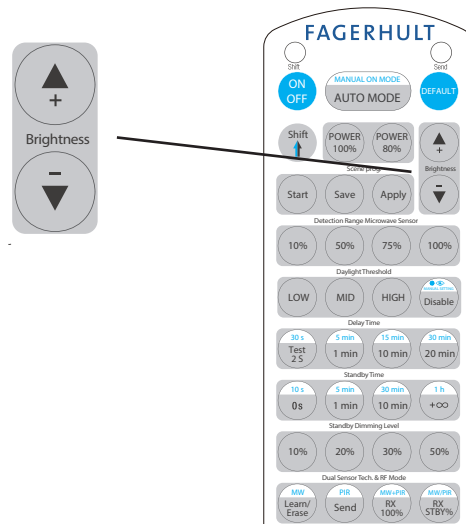 +
Brightness
-
FAGERHULT
Shift
Send
ON
OFF
MANUAL ON MODE
AUTO MODE
DEFAULT
Shift
POWER
100%
POWER
80%
+
Brightness
-
Scene prog
Start
Save
Apply
Detection Range Microwave Sensor
10%
50%
75%
100%
Daylight Threshold
LOW
MID
HIGH
MANUAL SETTING
Disable
Delay Time
30 s
Test
2 S
5 min
1 min
15 min
10 min
30 min
20 min
Standby Time
10 s
0s
5 min
1 min
30 min
10 min
1 h
+∞
Standby Dimming Level
10%
20%
30%
50%
Dual Sensor Tech. & RF Mode
MW
Learn/
Erase
PIR
Send
MW+PIR
RX
100%
MW/PIR
RX
STBY%